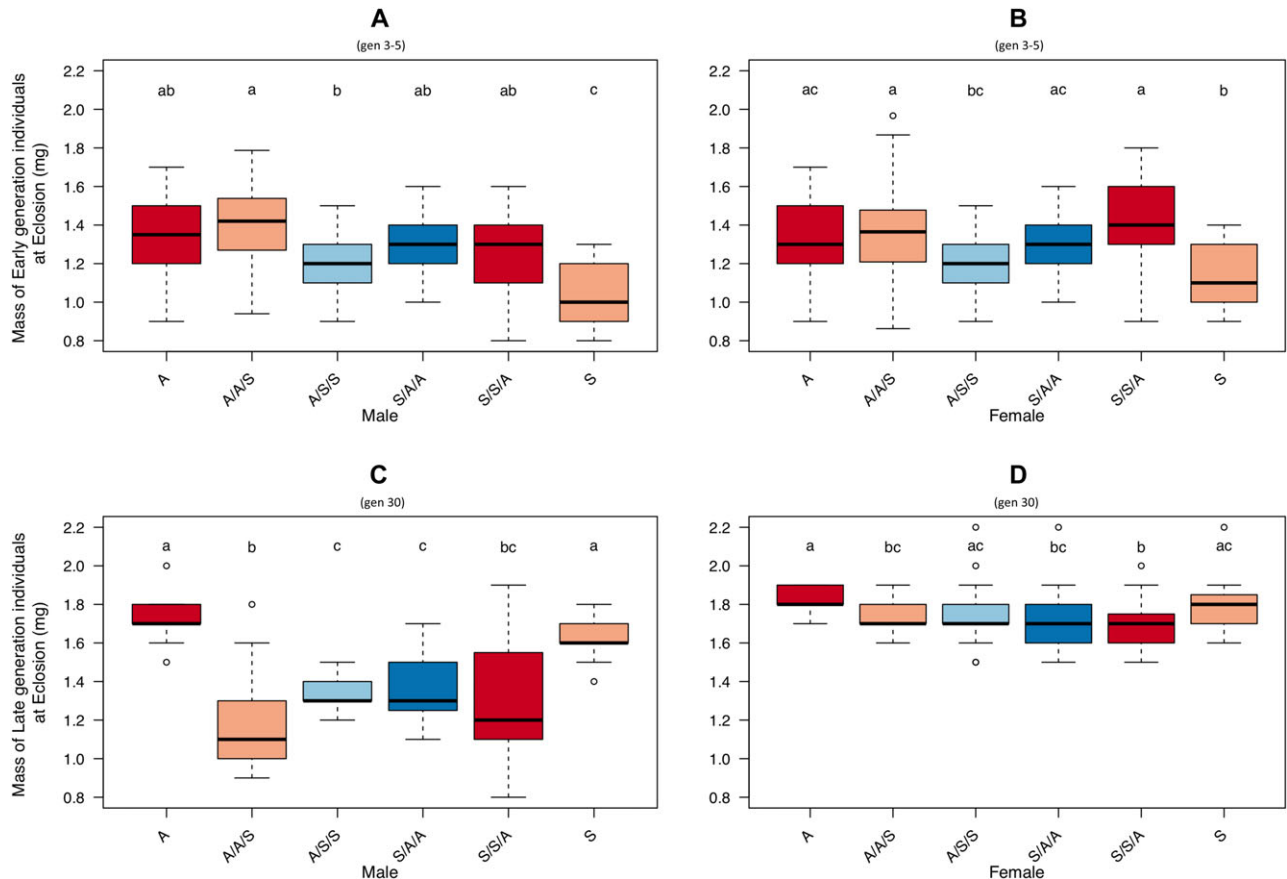 A
(gen 3-5)
Mass of Early generation individuals
at Eclosion (mg)
2.2
2.0
1.8
1.6
1.4
1.2
1.0
0.8
ab a b ab ab c
A A/A/S A/S/S S/A/A S/S/A S
Male
B
(gen 3-5)
2.2
2.0
1.8
1.6
1.4
1.2
1.0
0.8
ac a bc ac a b
A A/A/S A/S/S S/A/A S/S/A S
Female
C
(gen 30)
Mass of Late generation individuals
at Eclosion (mg)
2.2
2.0
1.8
1.6
1.4
1.2
1.0
0.8
a b c c bc a
A A/A/S A/S/S S/A/A S/S/A S
Male
D
(gen 30)
2.2
2.0
1.8
1.6
1.4
1.2
1.0
0.8
a bc ac bc b ac
A A/A/S A/S/S S/A/A S/S/A S
Female